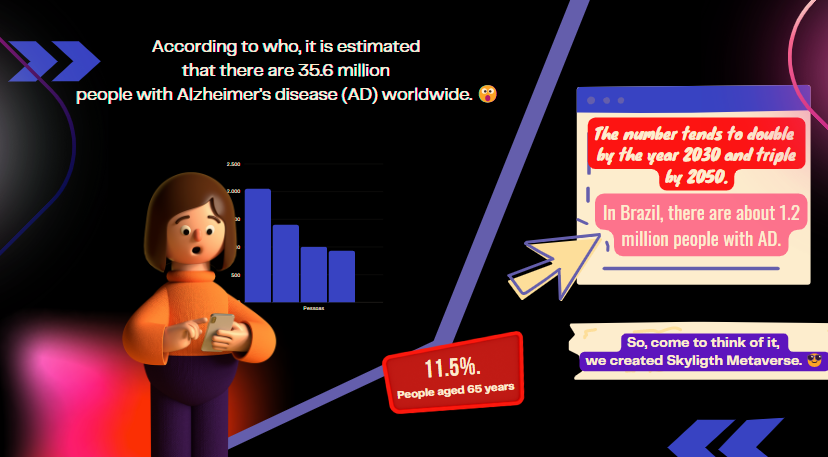 According to who, it is estimated
that there are 35.6 million
people with Alzheimer's disease (AD) worldwide. 😲
The number tends to double
by the year 2030 and triple
by 2050.
In Brazil, there are about 1.2
million people with AD.
2.500
2.000
500
Pessoas
11.5%.
People aged 65 years
So, come to think of it,
we created Skyligth Metaverse. 😎